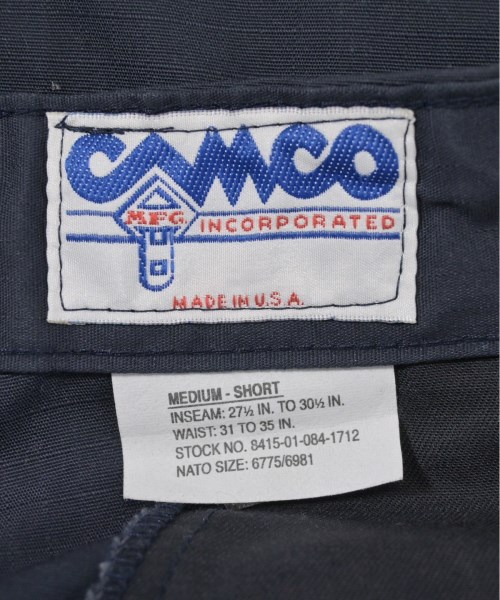 CAMCO
MFG. INCORPORATED
MADE IN U.S.A.
MEDIUM - SHORT
INSEAM: 27½ IN. TO 30½ IN.
WAIST: 31 TO 35 IN.
STOCK NO. 8415-01-084-1712
NATO SIZE: 6775/6981